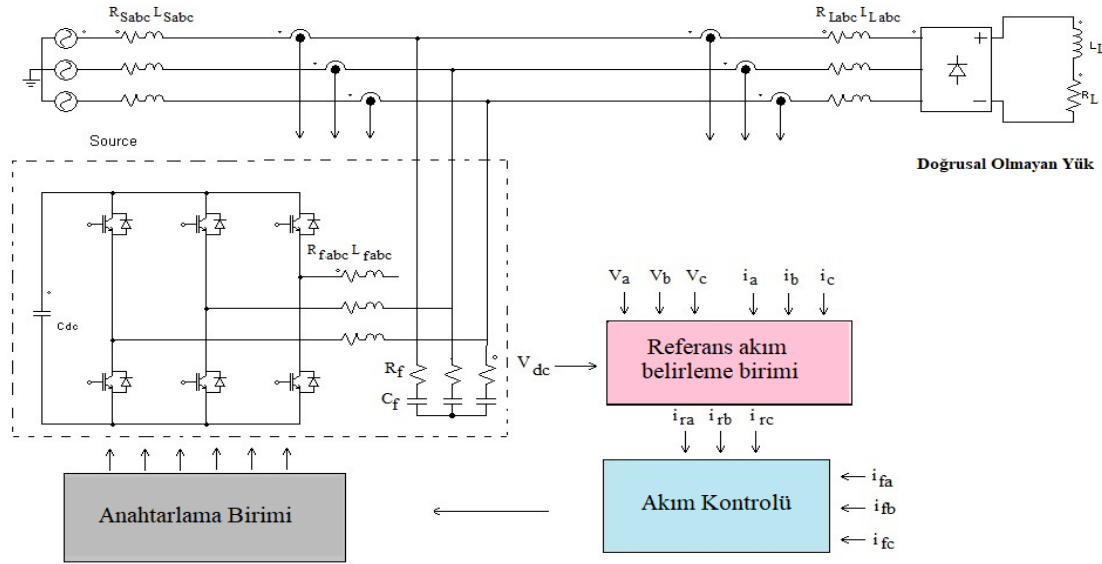 RSabc LSabc
RLabc LLabc
+
−
LL
RL
Source
Doğrusal Olmayan Yük
Rfabc Lfabc
Cdc
Rf
Cf
Va Vb Vc ia ib ic
Vdc
Referans akım
belirleme birimi
ira irb irc
Akım Kontrolü
ifa
ifb
ifc
Anahtarlama Birimi